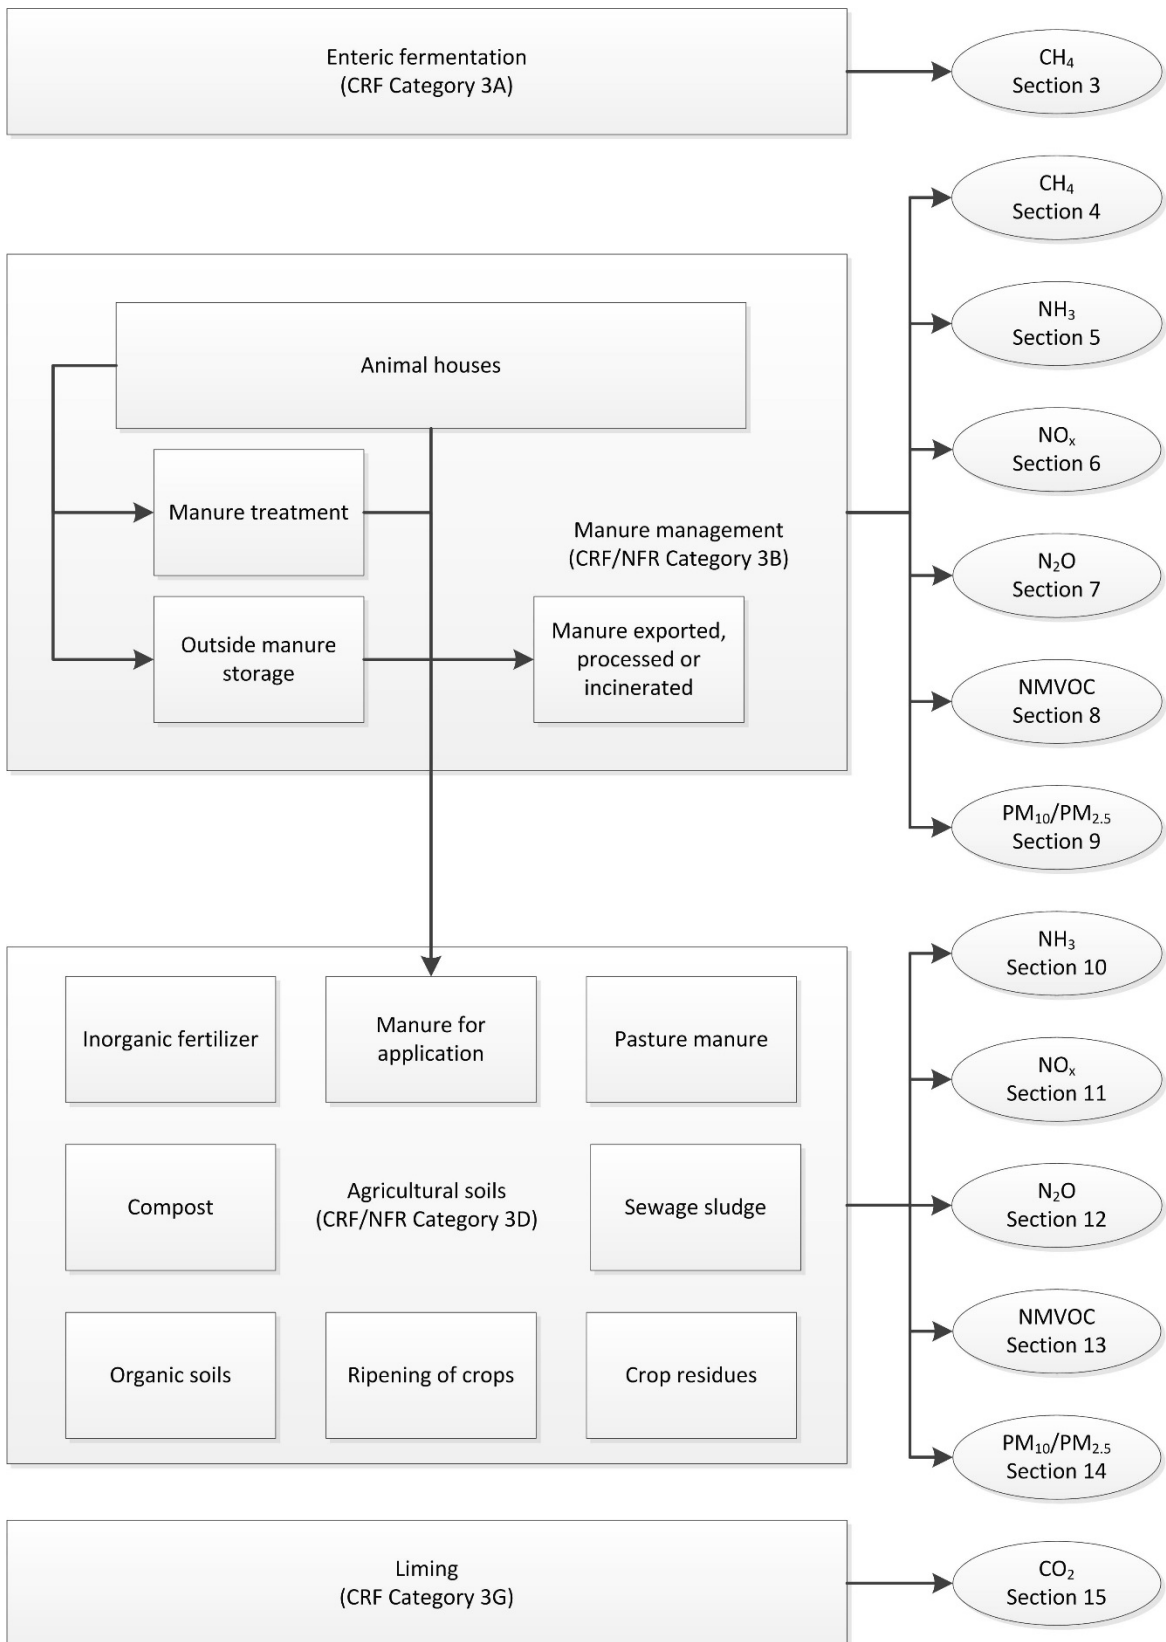 Enteric fermentation
(CRF Category 3A)
CH₄
Section 3
CH₄
Section 4
NH₃
Section 5
Animal houses
NOₓ
Section 6
Manure treatment
Manure management
(CRF/NFR Category 3B)
N₂O
Section 7
Outside manure
storage
Manure exported,
processed or
incinerated
NMVOC
Section 8
PM₁₀/PM₂.₅
Section 9
NH₃
Section 10
Inorganic fertilizer
Manure for
application
Pasture manure
NOₓ
Section 11
Compost
Agricultural soils
(CRF/NFR Category 3D)
Sewage sludge
N₂O
Section 12
NMVOC
Section 13
Organic soils
Ripening of crops
Crop residues
PM₁₀/PM₂.₅
Section 14
Liming
(CRF Category 3G)
CO₂
Section 15